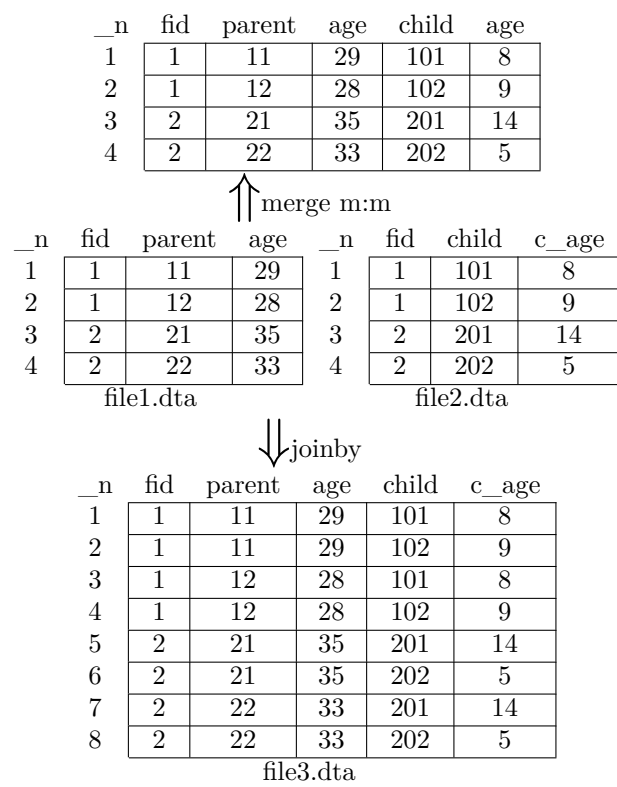 _n fid parent age child age
1 1 11 29 101 8
2 1 12 28 102 9
3 2 21 35 201 14
4 2 22 33 202 5
merge m:m
_n fid parent age _n fid child c_age
1 1 11 29 1 1 101 8
2 1 12 28 2 1 102 9
3 2 21 35 3 2 201 14
4 2 22 33 4 2 202 5
file1.dta file2.dta
joinby
_n fid parent age child c_age
1 1 11 29 101 8
2 1 11 29 102 9
3 1 12 28 101 8
4 1 12 28 102 9
5 2 21 35 201 14
6 2 21 35 202 5
7 2 22 33 201 14
8 2 22 33 202 5
file3.dta